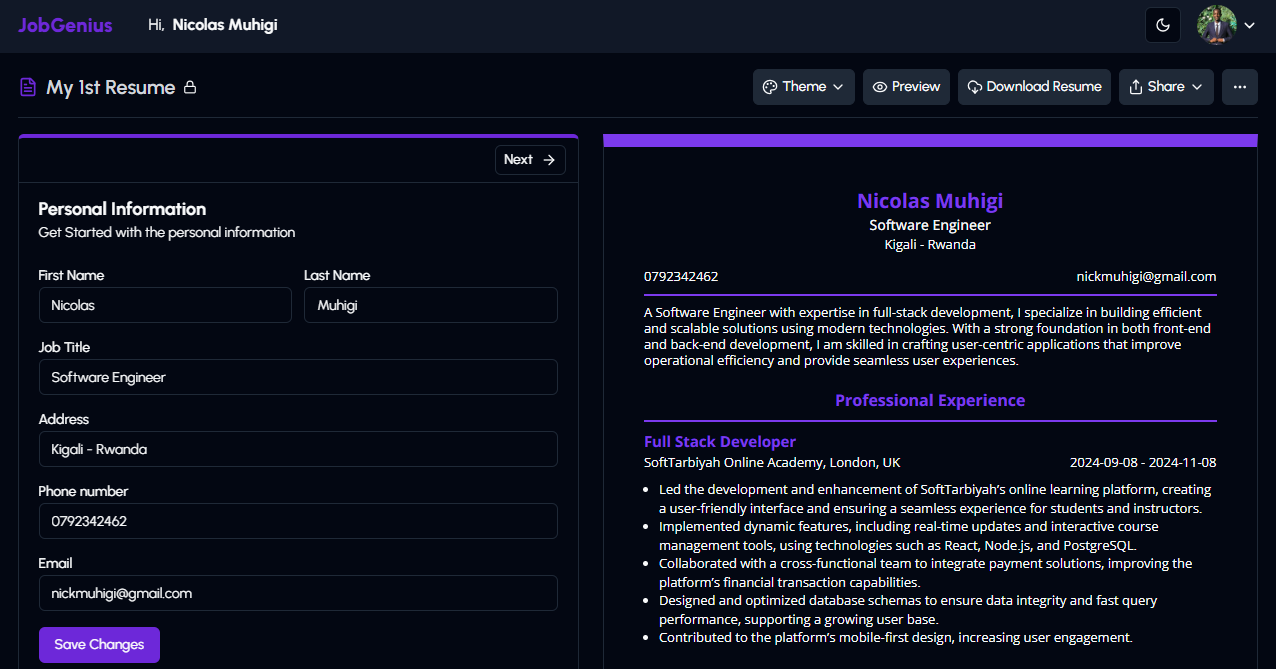 JobGenius
Hi, Nicolas Muhigi
My 1st Resume
Theme
Preview
Download Resume
Share
Next
Personal Information
Get Started with the personal information
First Name
Last Name
Nicolas
Muhigi
Job Title
Software Engineer
Address
Kigali - Rwanda
Phone number
0792342462
Email
nickmuhigi@gmail.com
Save Changes
Nicolas Muhigi
Software Engineer
Kigali - Rwanda
0792342462
nickmuhigi@gmail.com
A Software Engineer with expertise in full-stack development, I specialize in building efficient
and scalable solutions using modern technologies. With a strong foundation in both front-end
and back-end development, I am skilled in crafting user-centric applications that improve
operational efficiency and provide seamless user experiences.
Professional Experience
Full Stack Developer
SoftTarbiyah Online Academy, London, UK
2024-09-08 - 2024-11-08
• Led the development and enhancement of SoftTarbiyah’s online learning platform, creating
a user-friendly interface and ensuring a seamless experience for students and instructors.
• Implemented dynamic features, including real-time updates and interactive course
management tools, using technologies such as React, Node.js, and PostgreSQL.
• Collaborated with a cross-functional team to integrate payment solutions, improving the
platform’s financial transaction capabilities.
• Designed and optimized database schemas to ensure data integrity and fast query
performance, supporting a growing user base.
• Contributed to the platform’s mobile-first design, increasing user engagement.